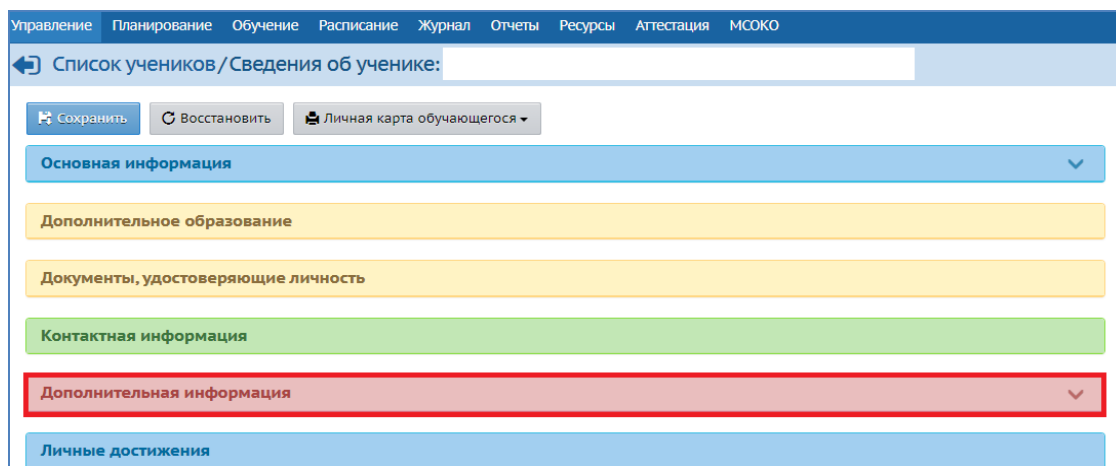 Управление Планирование Обучение Расписание Журнал Отчеты Ресурсы Аттестация МСОКО
Список учеников/Сведения об ученике:
Сохранить Восстановить Личная карта обучающегося
Основная информация
Дополнительное образование
Документы, удостоверяющие личность
Контактная информация
Дополнительная информация
Личные достижения